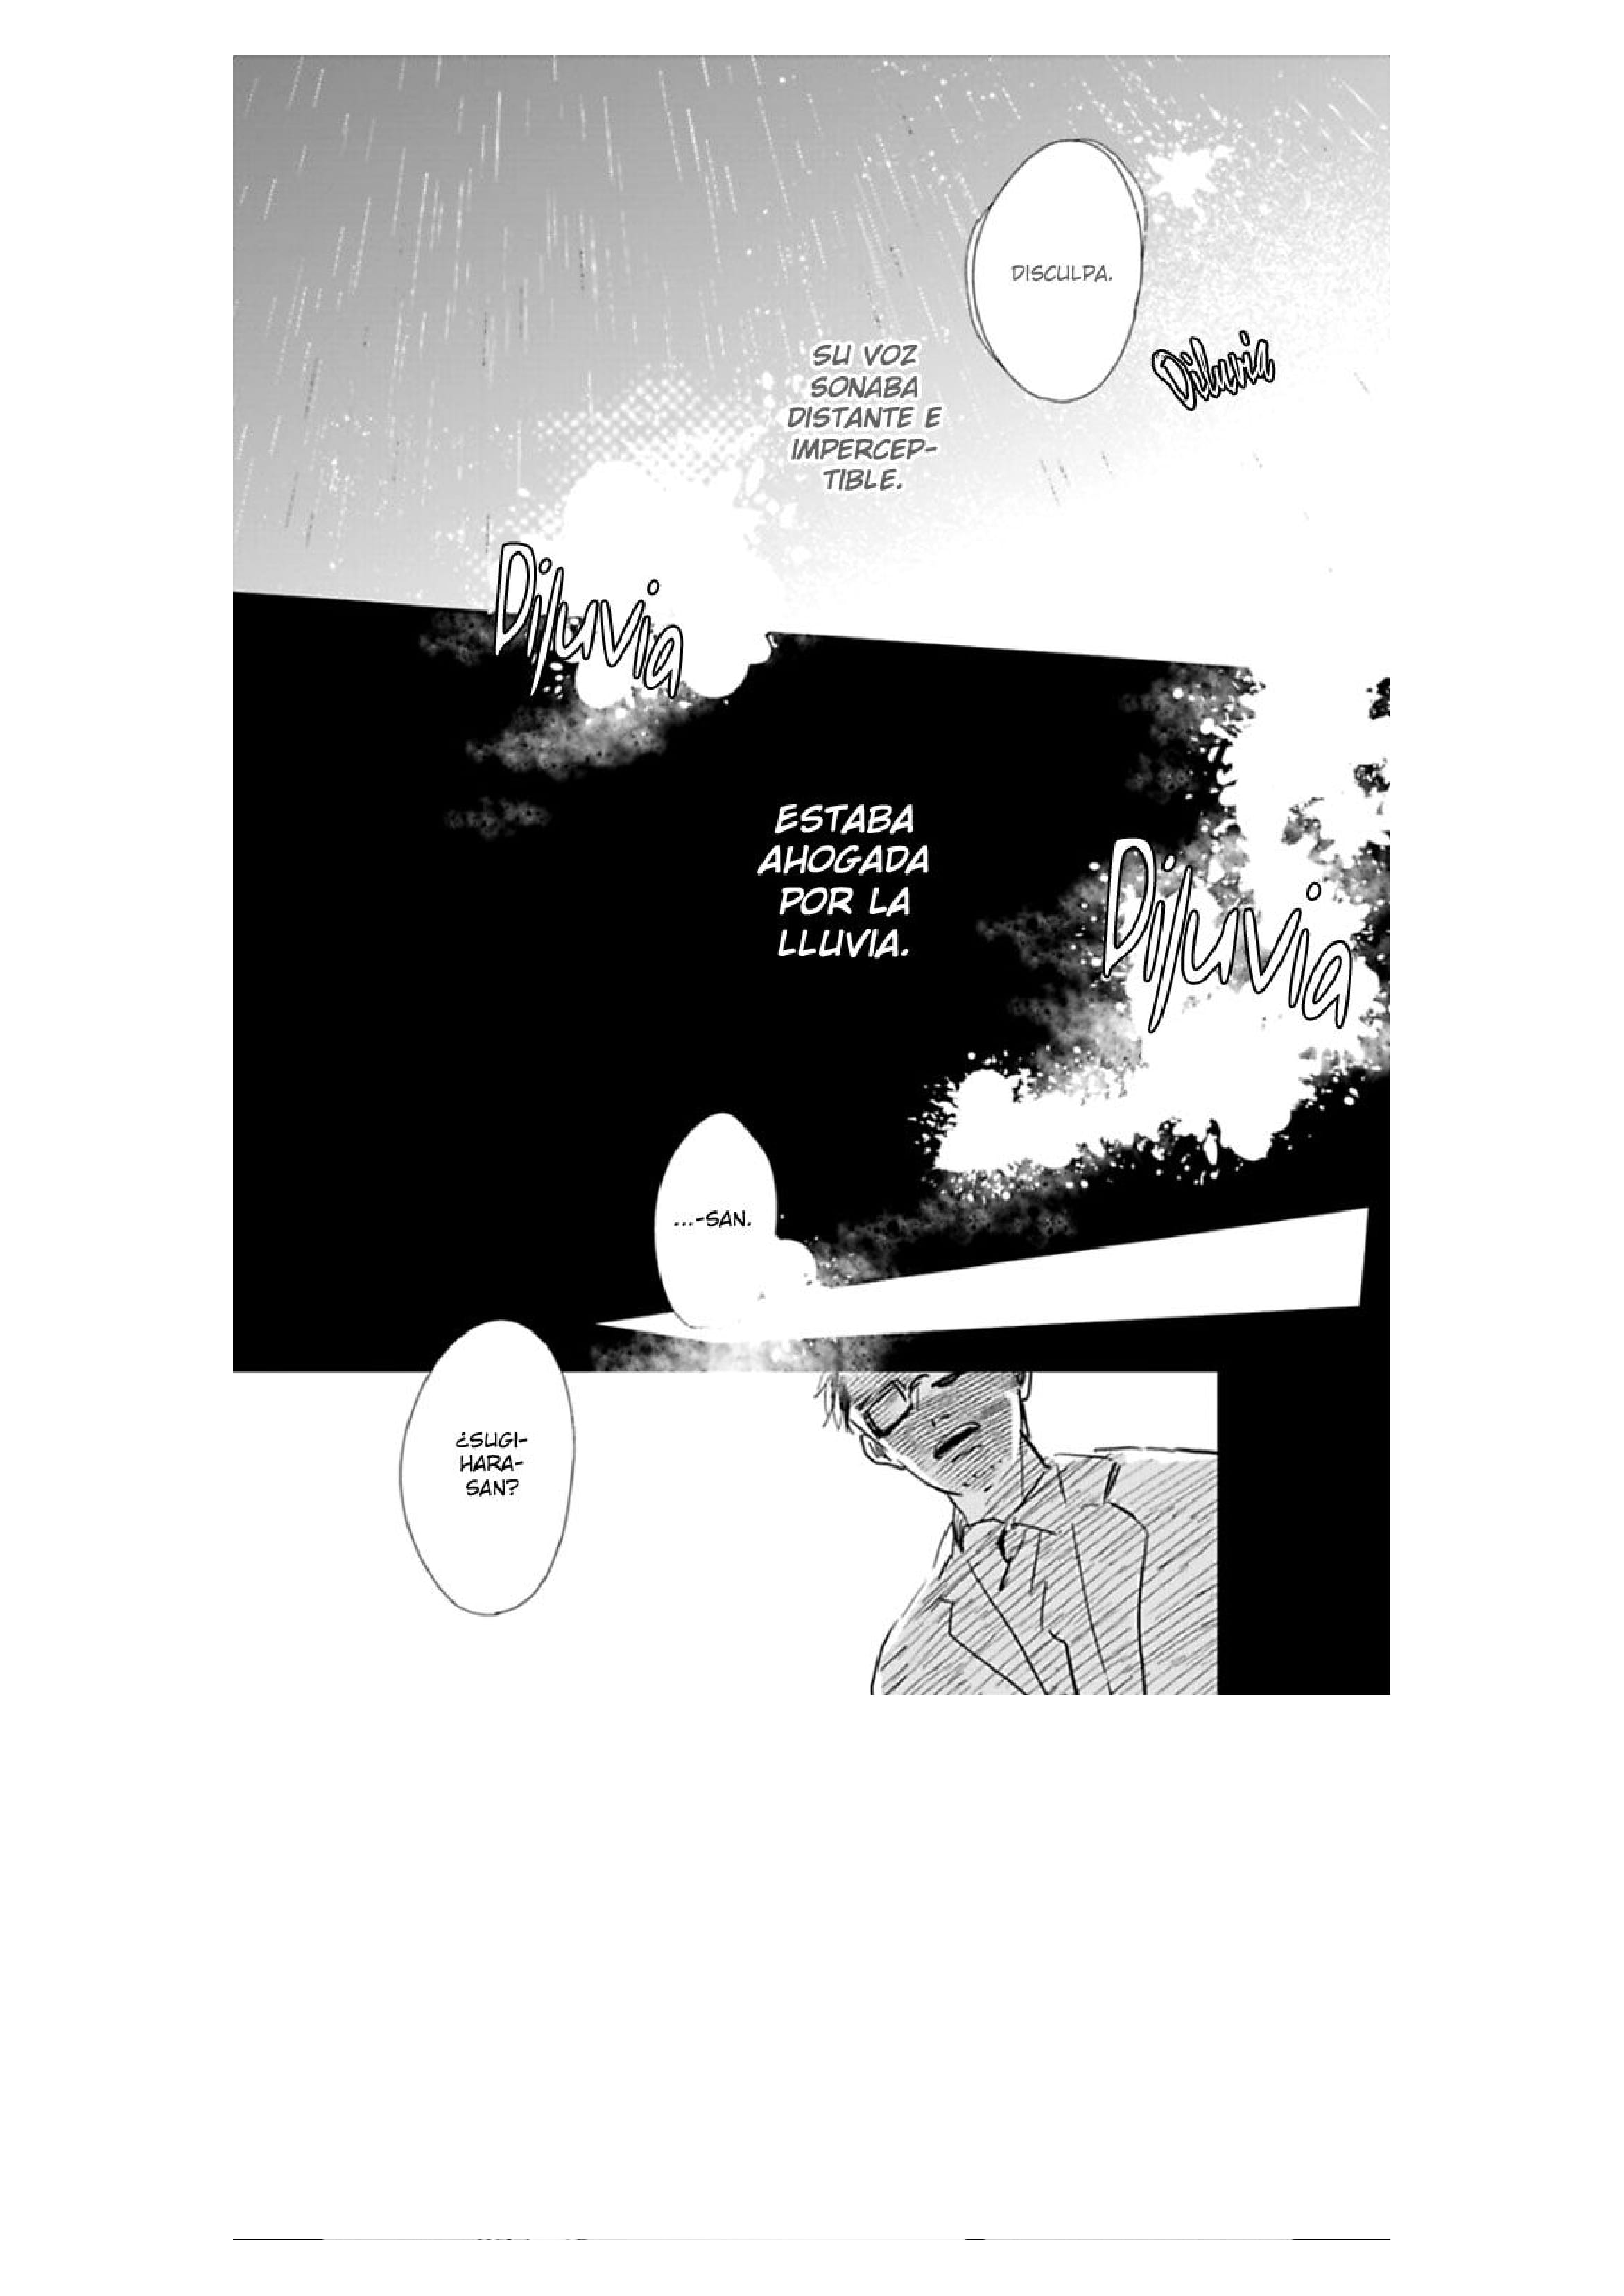 DISCULPA.
Diluvia
SU VOZ
SONABA
DISTANTE E
IMPERCEP-
TIBLE.
Diluvia
ESTABA
AHOGADA
POR LA
LLUVIA.
Diluvia
...-SAN.
¿SUGI-
HARA-
SAN?